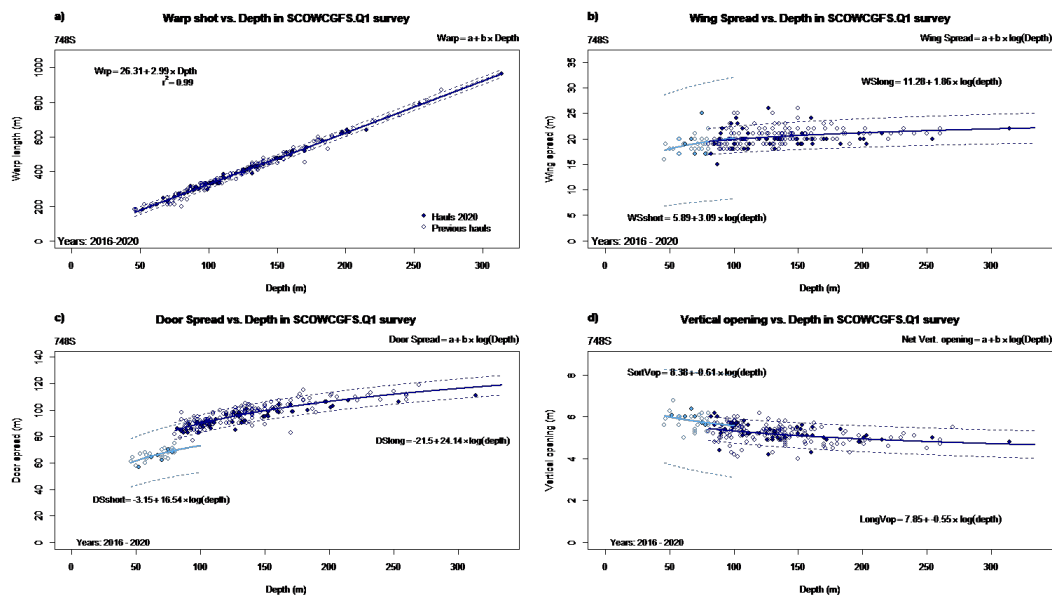 a) Warp shot vs. Depth in SCOWCGFS.Q1 survey
748S Warp = a + b × Depth
Wrp = 26.31 + 2.99 × Dpth
r² = 0.99
Warp length (m)
0 200 400 600 800 1000
Hauls 2020
Previous hauls
Years: 2016-2020
0 50 100 150 200 250 300
Depth (m)
b) Wing Spread vs. Depth in SCOWCGFS.Q1 survey
748S Wing Spread = a + b × log(Depth)
WSlong = 11.28 + 1.86 × log(depth)
Wing spread (m)
0 5 10 15 20 25 30 35
WSshort = 5.89 + 3.09 × log(depth)
Years: 2016 - 2020
0 50 100 150 200 250 300
Depth (m)
c) Door Spread vs. Depth in SCOWCGFS.Q1 survey
748S Door Spread = a + b × log(Depth)
Door spread (m)
0 20 40 60 80 100 120 140
DSlong = -21.5 + 24.14 × log(depth)
DSshort = -3.15 + 16.54 × log(depth)
Years: 2016 - 2020
0 50 100 150 200 250 300
Depth (m)
d) Vertical opening vs. Depth in SCOWCGFS.Q1 survey
748S Net Vert. opening = a + b × log(Depth)
SortVop = 8.38 + -0.61 × log(depth)
Vertical opening (m)
0 2 4 6 8
LongVop = 7.85 + -0.55 × log(depth)
Years: 2016 - 2020
0 50 100 150 200 250 300
Depth (m)